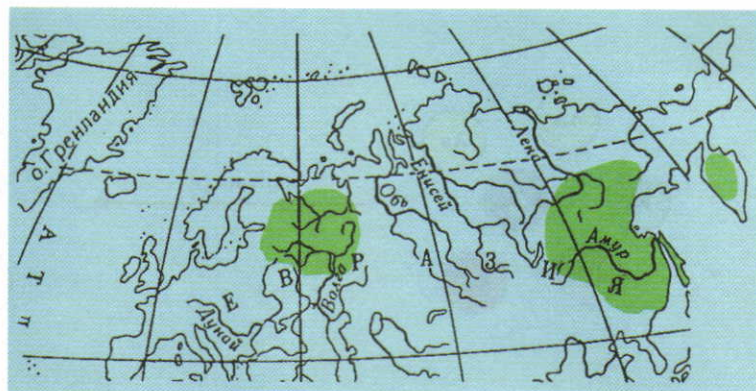 о. Гренландия
Лена
Енисей
Обь
Амур
Волга
Дунай
Е В Р А З И Я
А Т Л